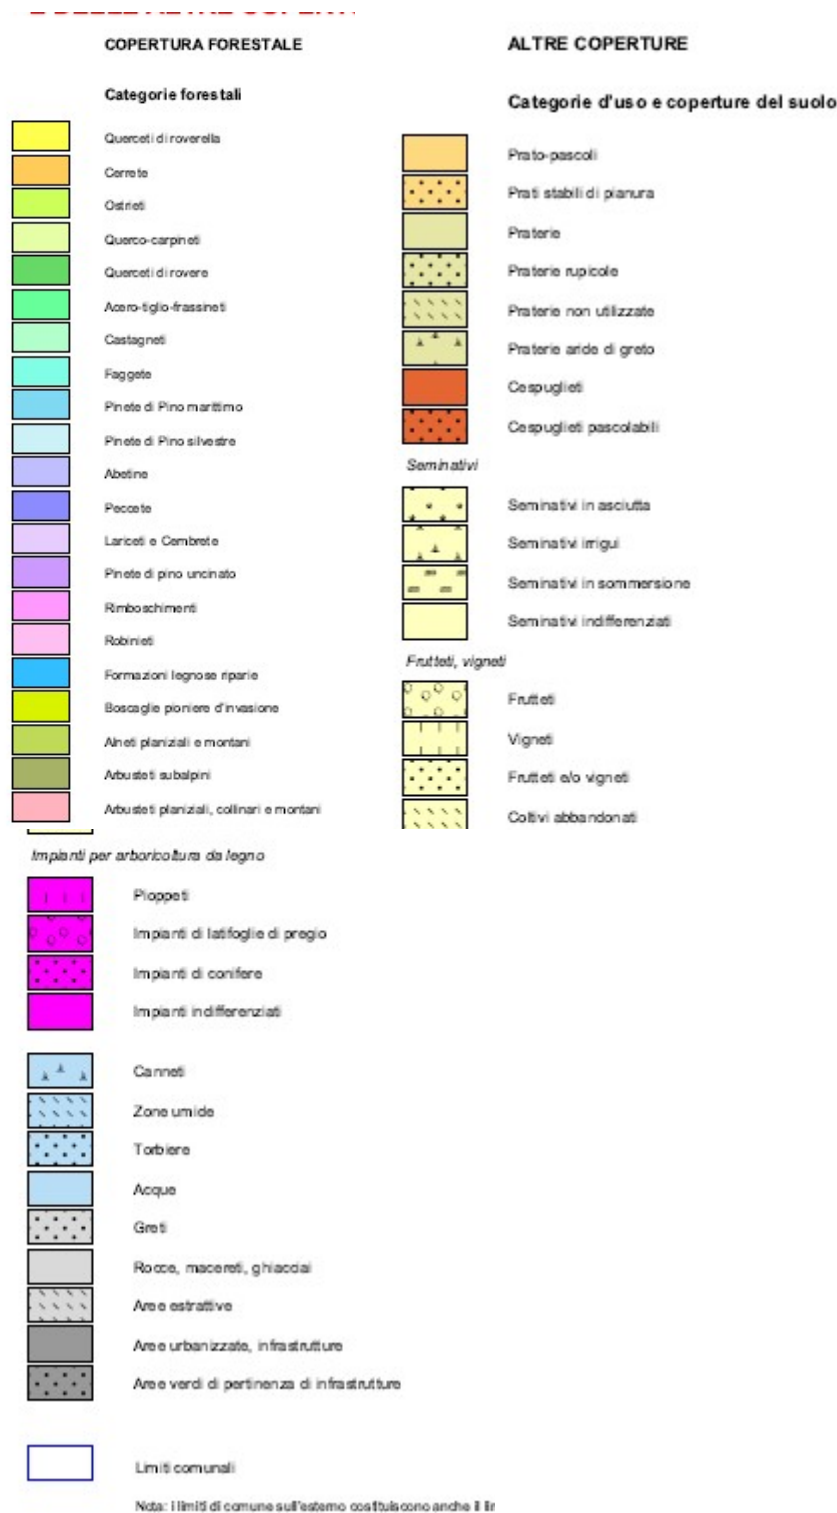 COPERTURA FORESTALE
Categorie forestali
Querceti di roverella
Cerrete
Ostrieti
Querco-carpineti
Querceti di rovere
Acero-tiglio-frassineti
Castagneti
Faggete
Pinete di Pino marittimo
Pinete di Pino silvestre
Abetine
Peccete
Lariceti e Cembrete
Pinete di pino uncinato
Rimboschimenti
Robinieti
Formazioni legnose riparie
Boscaglie pioniere d'invasione
Alneti planiziali e montani
Arbusteti subalpini
Arbusteti planiziali, collinari e montani
ALTRE COPERTURE
Categorie d'uso e coperture del suolo
Prato-pascoli
Prati stabili di pianura
Praterie
Praterie rupicole
Praterie non utilizzate
Praterie aride di greto
Cespuglieti
Cespuglieti pascolabili
Seminativi
Seminativi in asciutta
Seminativi irrigui
Seminativi in sommersione
Seminativi indifferenziati
Frutteti, vigneti
Frutteti
Vigneti
Frutteti e/o vigneti
Coltivi abbandonati
Impianti per arboricoltura da legno
Pioppeti
Impianti di latifoglie di pregio
Impianti di conifere
Impianti indifferenziati
Canneti
Zone umide
Torbiere
Acque
Greti
Rocce, macereti, ghiacciai
Aree estrattive
Aree urbanizzate, infrastrutture
Aree verdi di pertinenza di infrastrutture
Limiti comunali
Nota: i limiti di comune sull'esterno costituiscono anche il